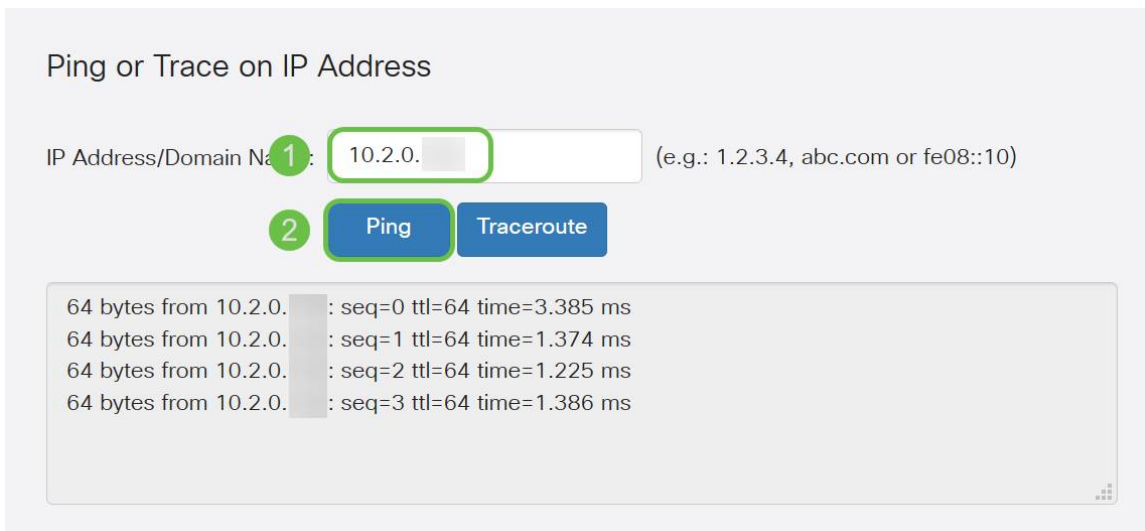 Ping or Trace on IP Address
IP Address/Domain Na 1 : 10.2.0. (e.g.: 1.2.3.4, abc.com or fe08::10)
2 Ping Traceroute
64 bytes from 10.2.0. : seq=0 ttl=64 time=3.385 ms
64 bytes from 10.2.0. : seq=1 ttl=64 time=1.374 ms
64 bytes from 10.2.0. : seq=2 ttl=64 time=1.225 ms
64 bytes from 10.2.0. : seq=3 ttl=64 time=1.386 ms